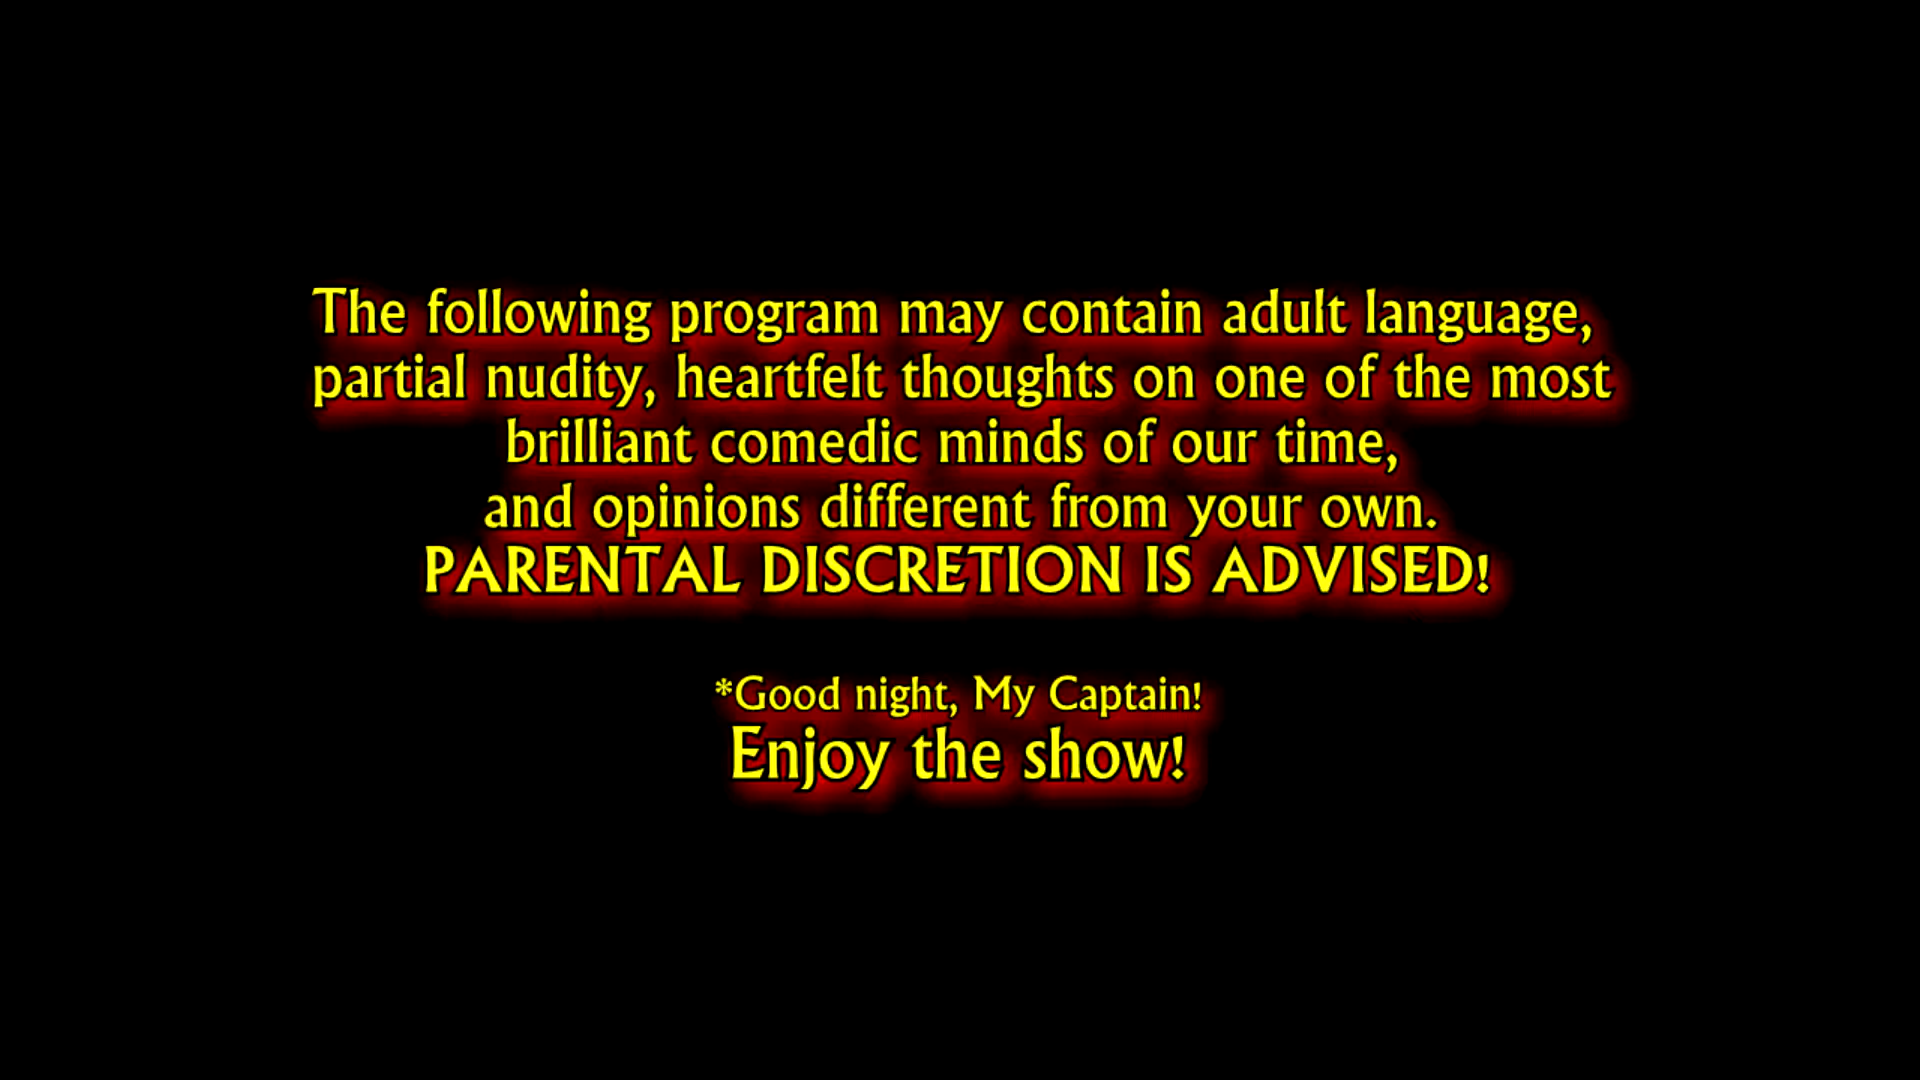 The following program may contain adult language,
partial nudity, heartfelt thoughts on one of the most
brilliant comedic minds of our time,
and opinions different from your own.
PARENTAL DISCRETION IS ADVISED!
*Good night, My Captain!
Enjoy the show!